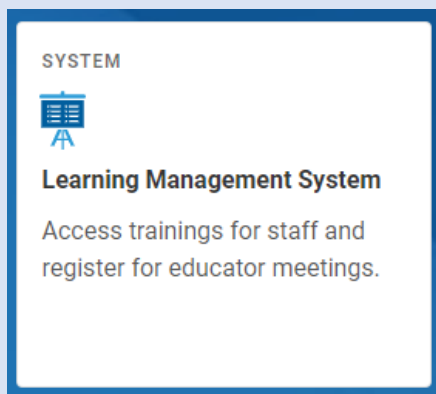 SYSTEM
Learning Management System
Access trainings for staff and
register for educator meetings.